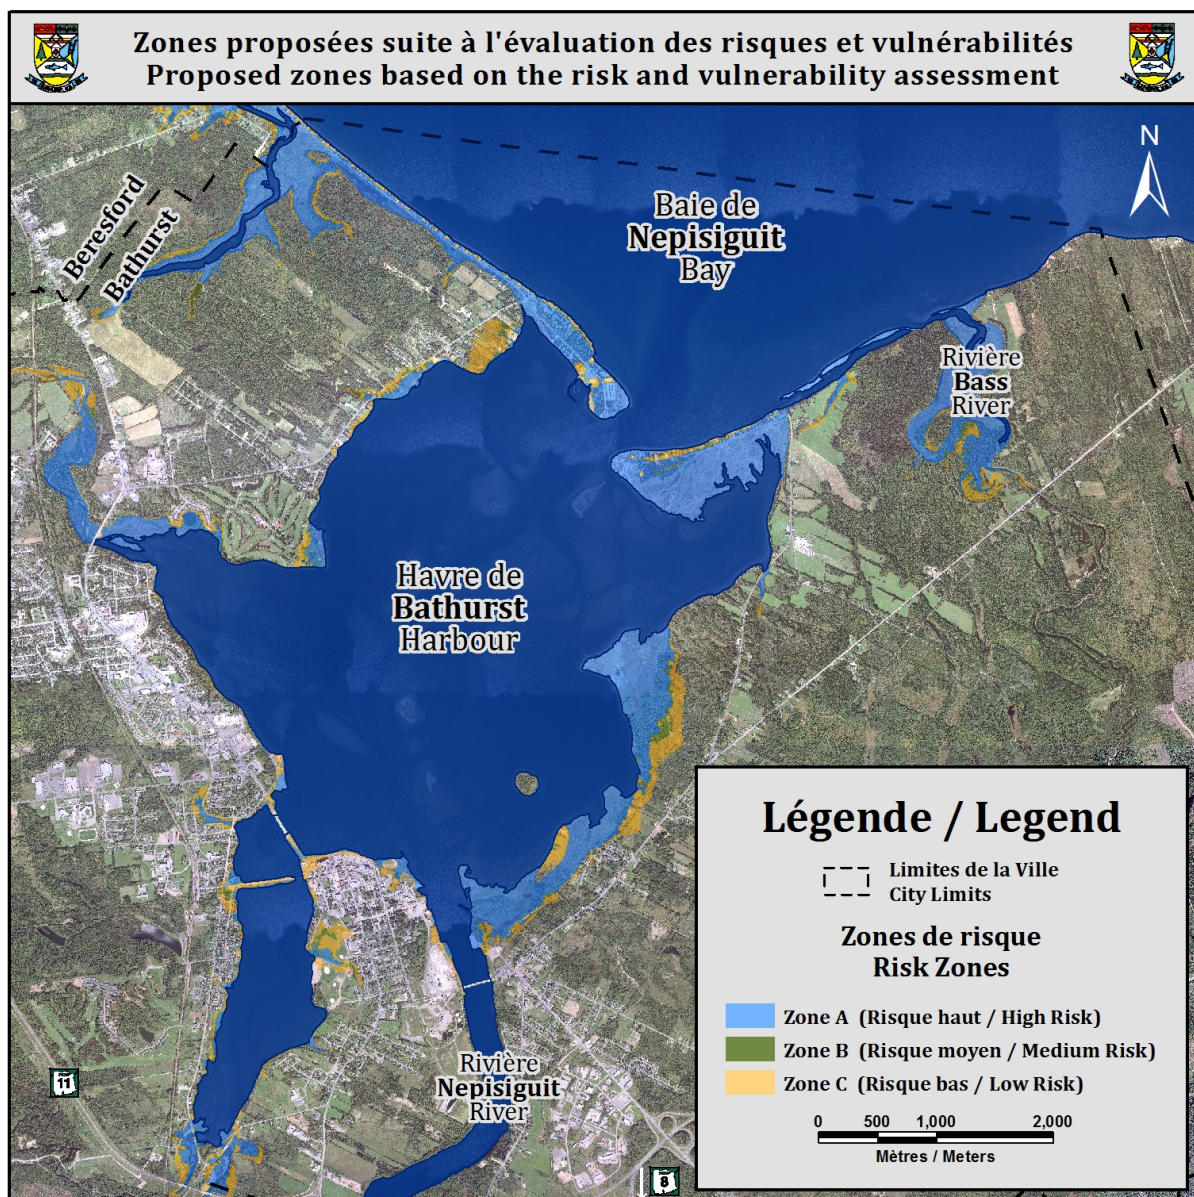 Zones proposées suite à l'évaluation des risques et vulnérabilités
Proposed zones based on the risk and vulnerability assessment
N
Beresford
Bathurst
Baie de
Nepisiguit
Bay
Rivière
Bass
River
Havre de
Bathurst
Harbour
Rivière
Nepisiguit
River
11
8
Légende / Legend
Limites de la Ville
City Limits
Zones de risque
Risk Zones
Zone A (Risque haut / High Risk)
Zone B (Risque moyen / Medium Risk)
Zone C (Risque bas / Low Risk)
0 500 1,000 2,000
Mètres / Meters